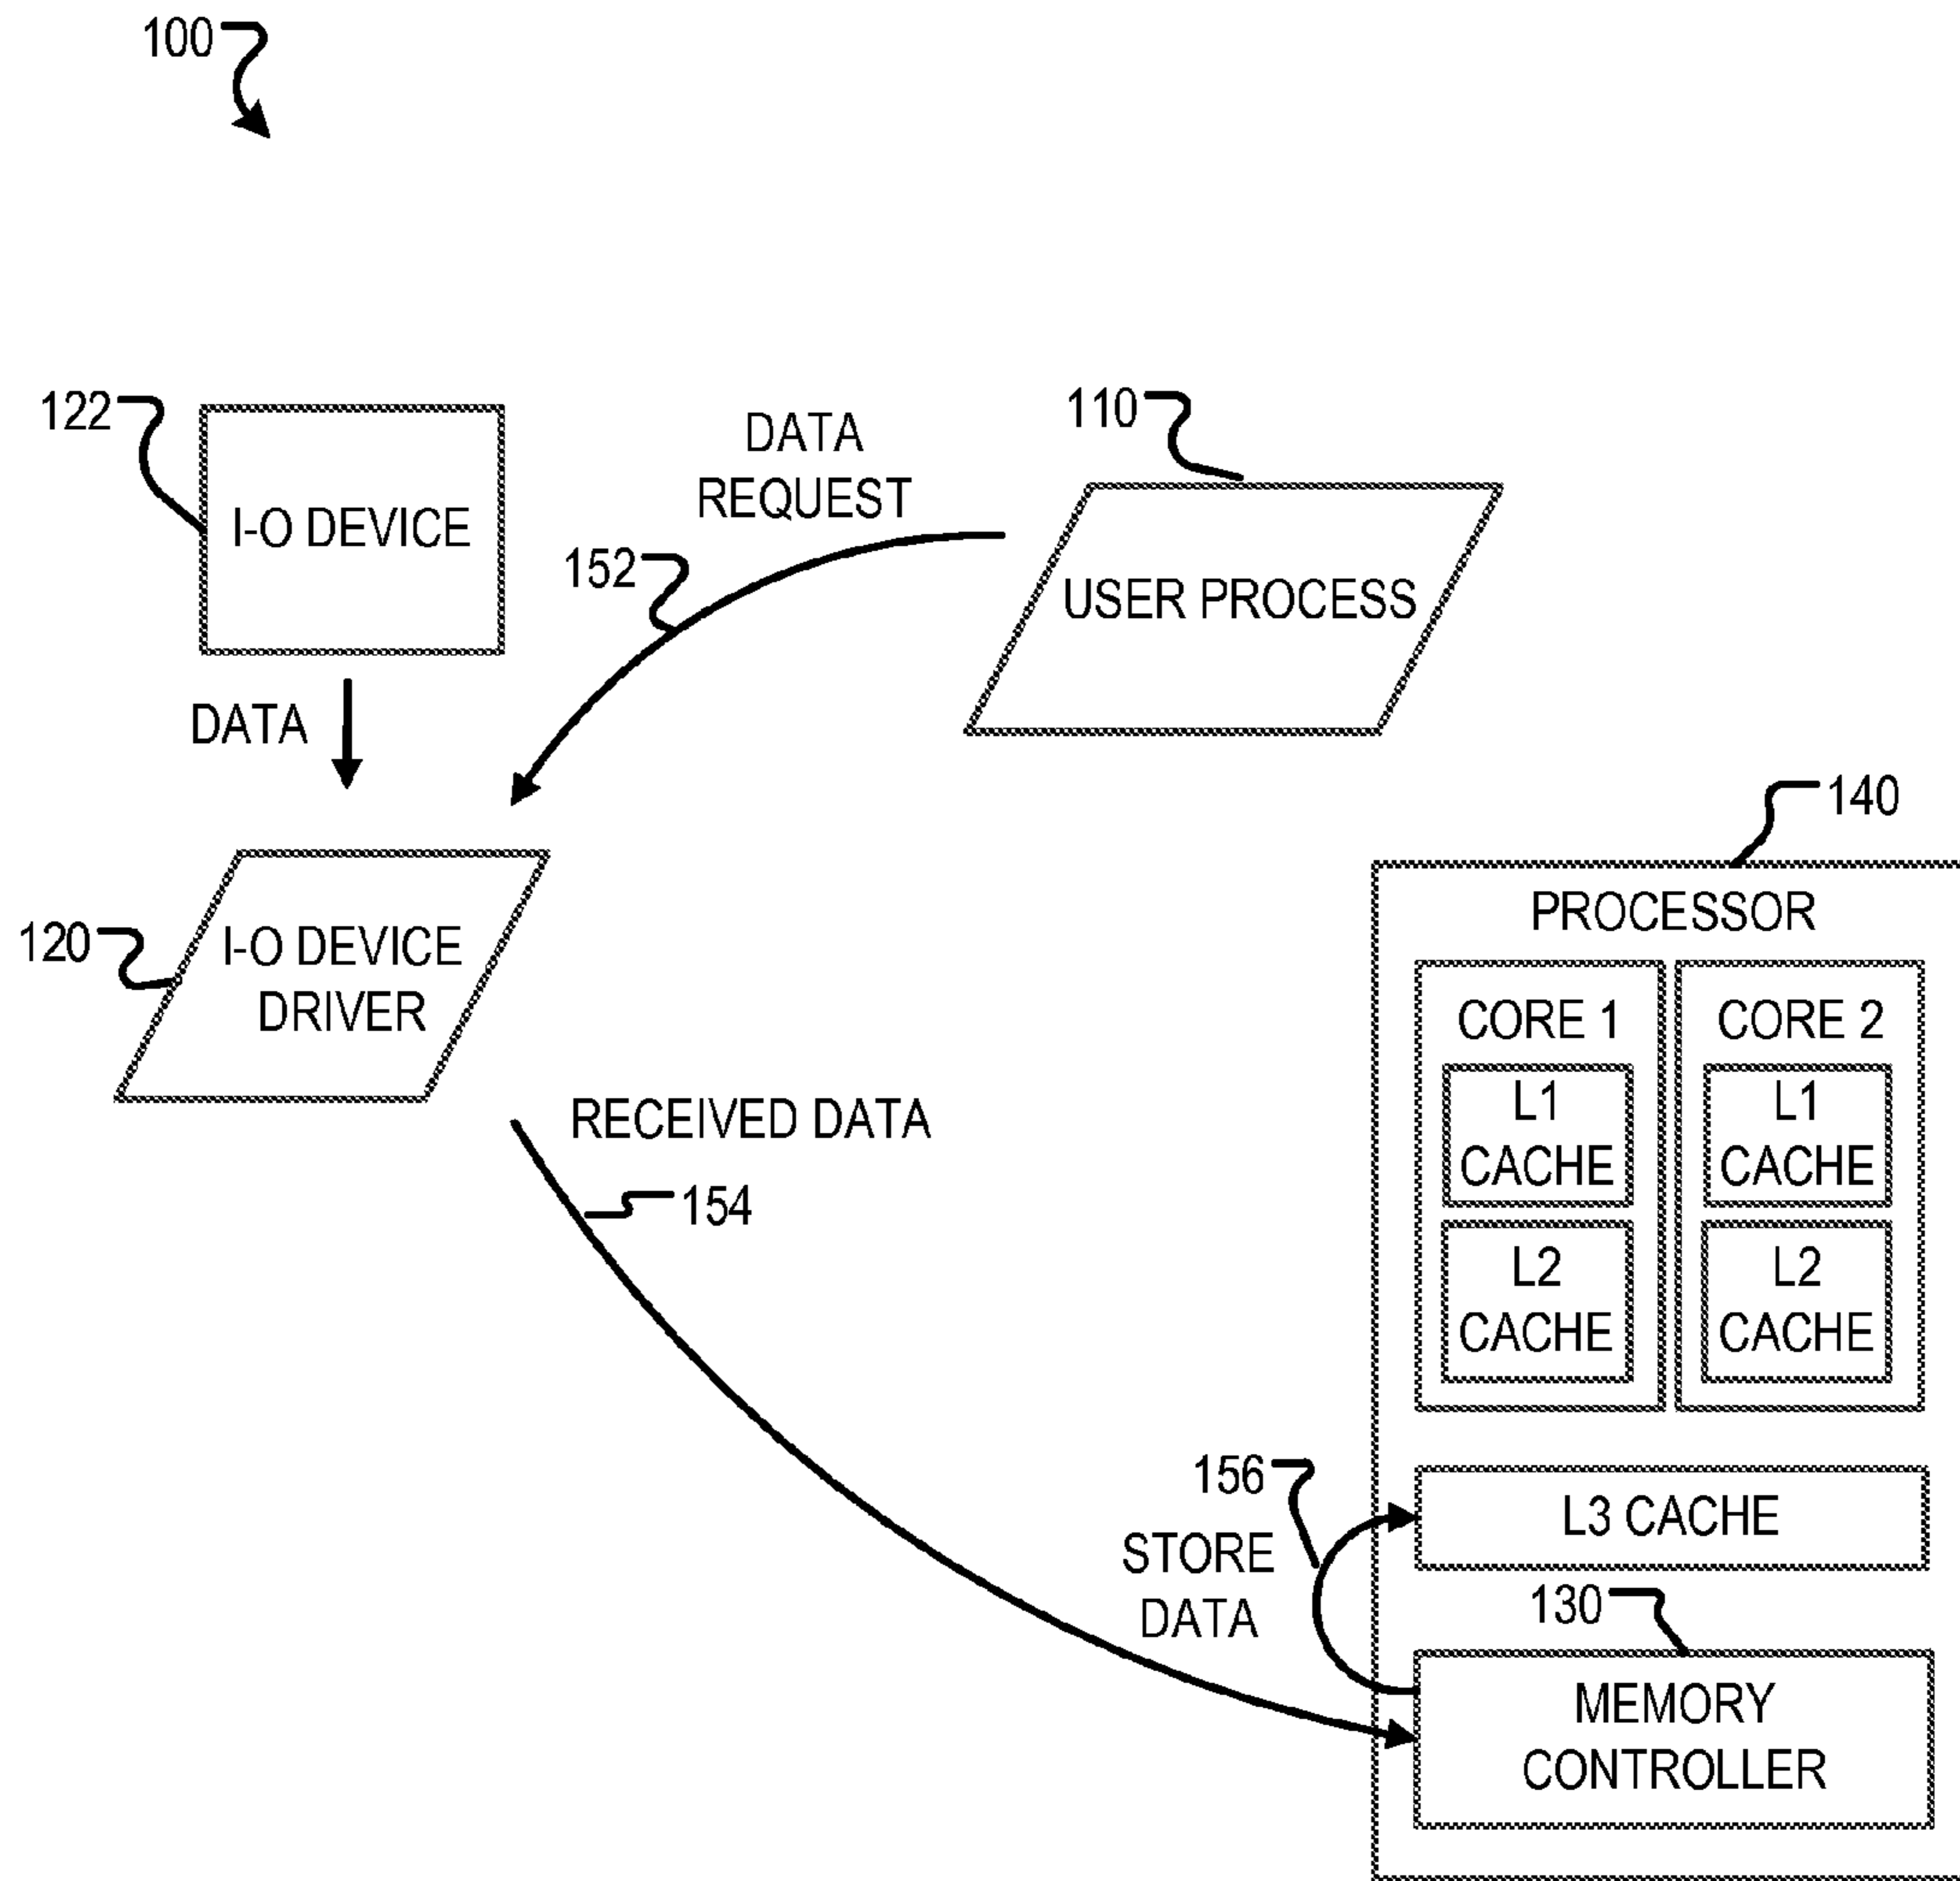 100
122
I-O DEVICE
DATA
REQUEST
152
110
USER PROCESS
DATA
120
I-O DEVICE
DRIVER
RECEIVED DATA
154
140
PROCESSOR
CORE 1
L1
CACHE
L2
CACHE
CORE 2
L1
CACHE
L2
CACHE
156
STORE
DATA
L3 CACHE
130
MEMORY
CONTROLLER